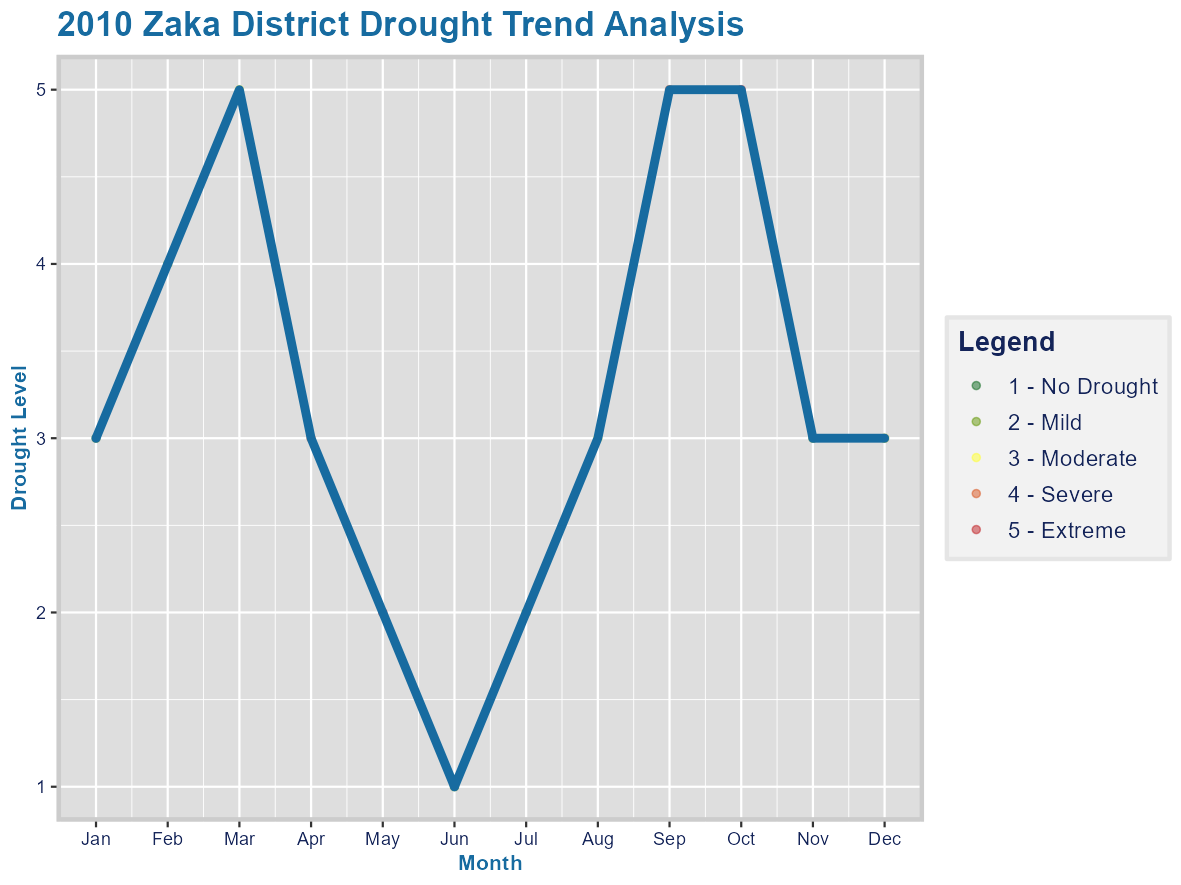 2010 Zaka District Drought Trend Analysis
5
4
3
2
1
Drought Level
Jan Feb Mar Apr May Jun Jul Aug Sep Oct Nov Dec
Month
Legend
1 - No Drought
2 - Mild
3 - Moderate
4 - Severe
5 - Extreme